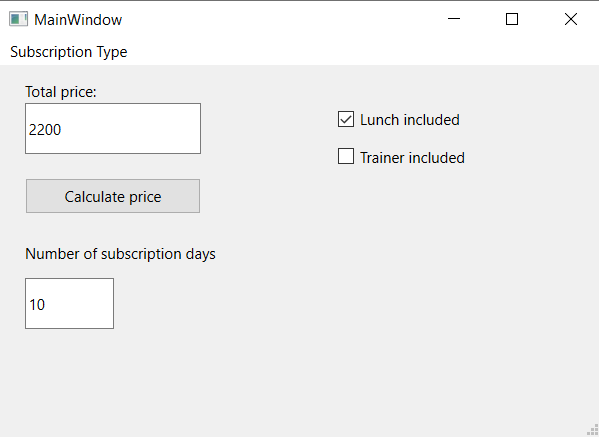 MainWindow
Subscription Type
Total price:
2200
Lunch included
Trainer included
Calculate price
Number of subscription days
10